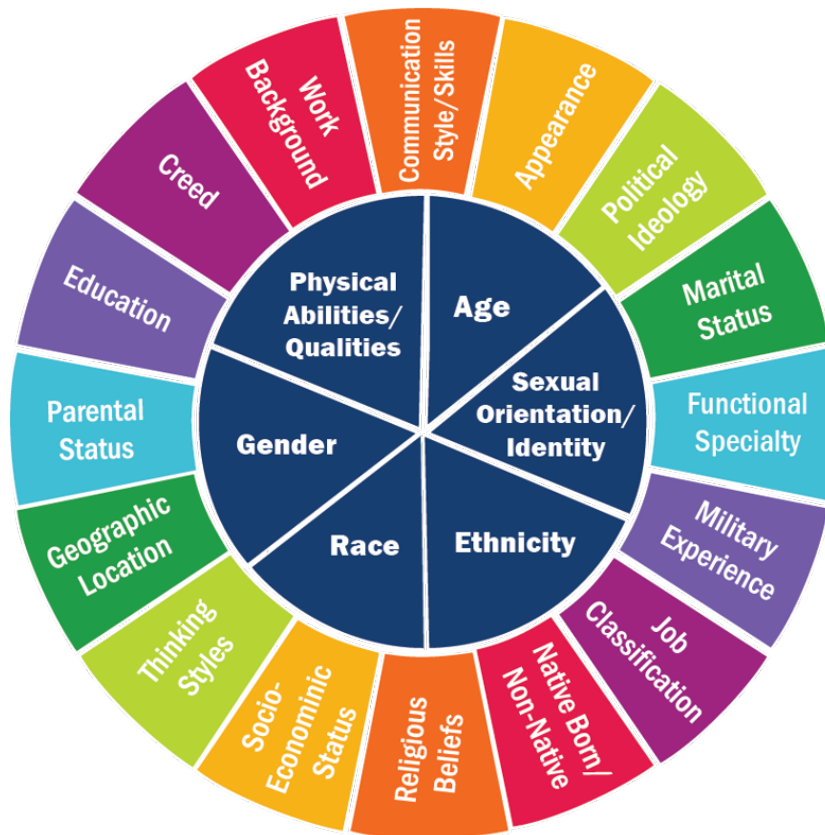 Communication
Style/Skills
Appearance
Political
Ideology
Marital
Status
Functional
Specialty
Military
Experience
Job
Classification
Native Born/
Non-Native
Religious
Beliefs
Socio-
Econominic
Status
Thinking
Styles
Geographic
Location
Parental
Status
Education
Creed
Work
Background
Age
Sexual
Orientation/
Identity
Ethnicity
Race
Gender
Physical
Abilities/
Qualities